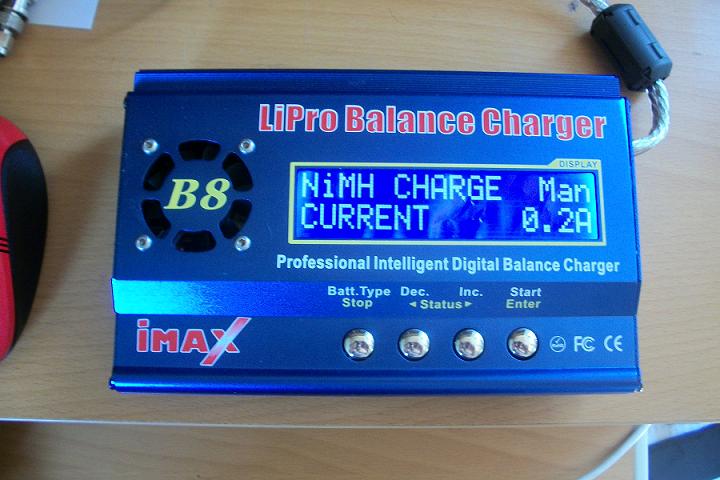 LiPro Balance Charger
DISPLAY
B8
NiMH CHARGE Man
CURRENT 0.2A
Professional Intelligent Digital Balance Charger
Batt.Type Dec. Inc. Start
Stop ◄ Status ► Enter
iMAX
RoHS FC CE